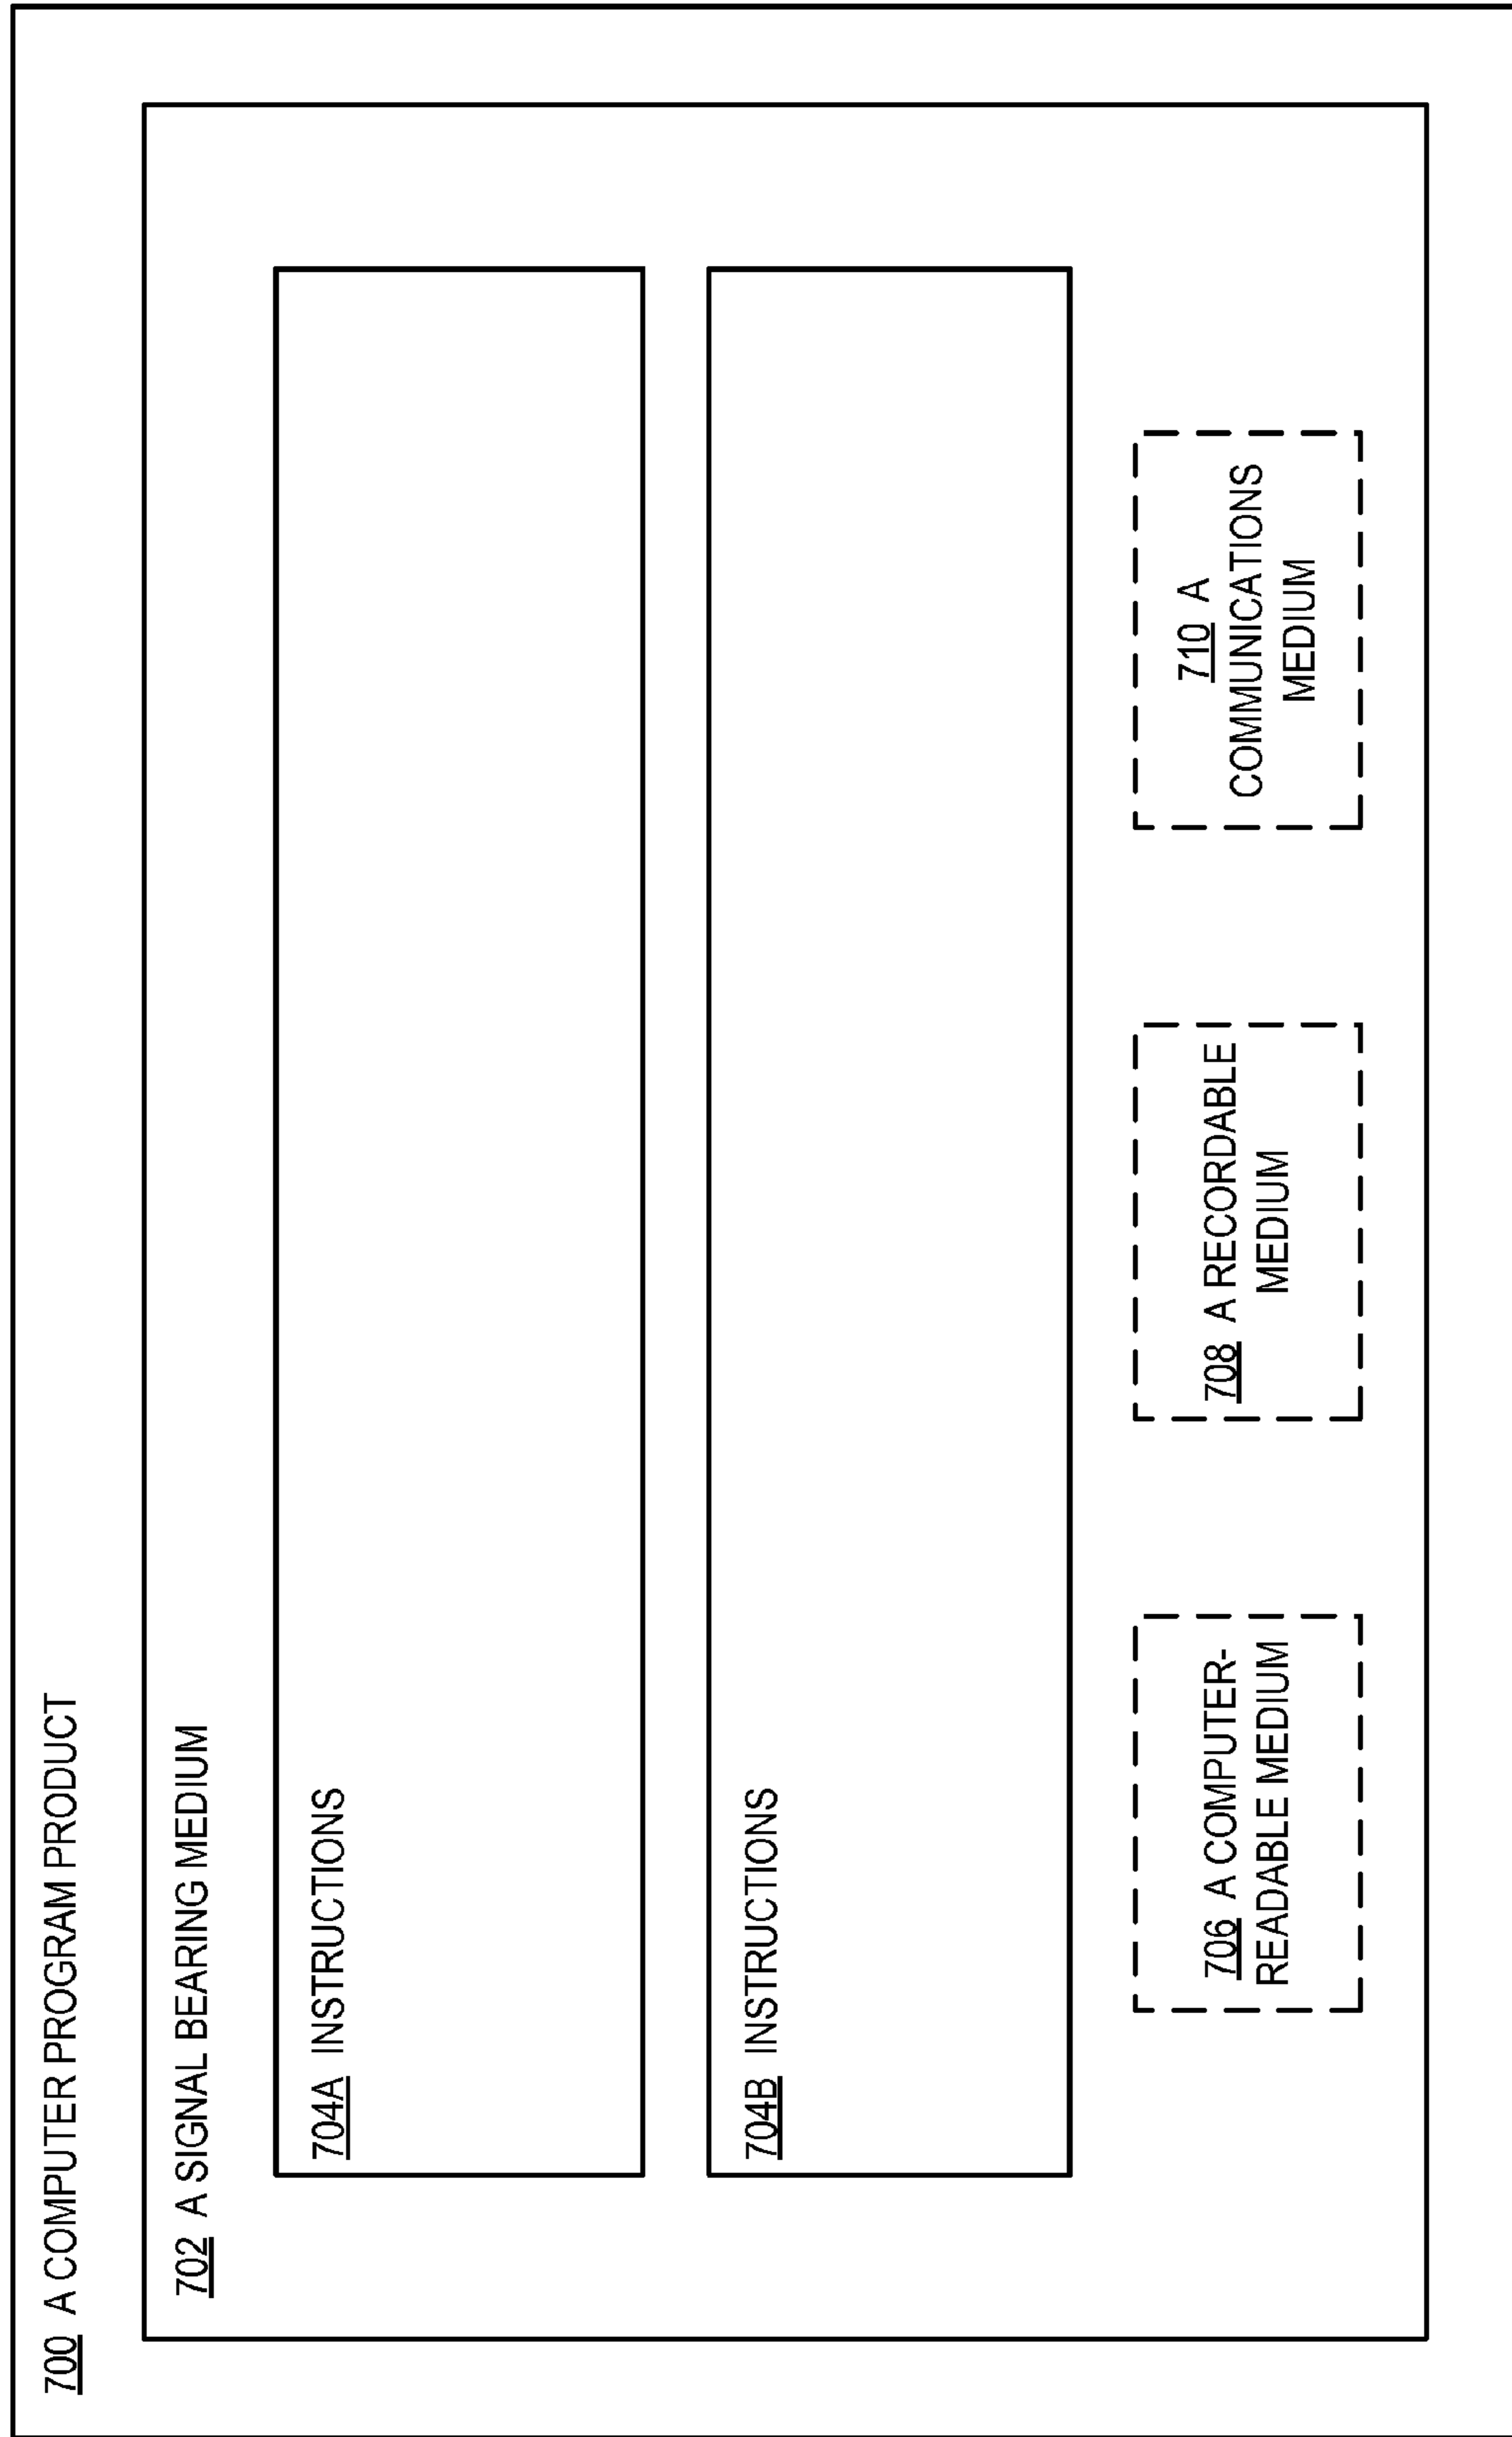 700 A COMPUTER PROGRAM PRODUCT
702 A SIGNAL BEARING MEDIUM
704A INSTRUCTIONS
704B INSTRUCTIONS
706 A COMPUTER-
READABLE MEDIUM
708 A RECORDABLE
MEDIUM
710 A
COMMUNICATIONS
MEDIUM